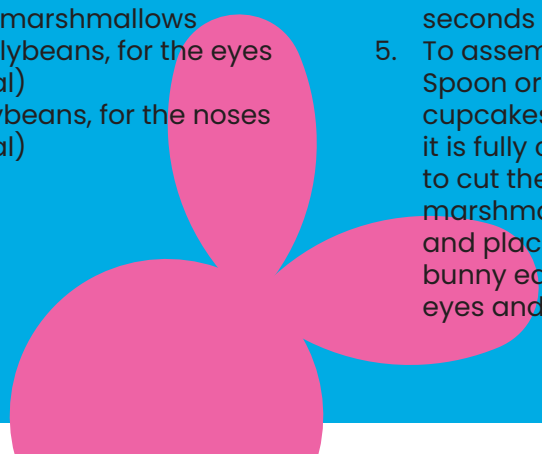 marshmallows
lybeans, for the eyes
al)
ybeans, for the noses
al)
seconds
5. To assem
Spoon or
cupcakes
it is fully
to cut the
marshma
and plac
bunny ea
eyes and